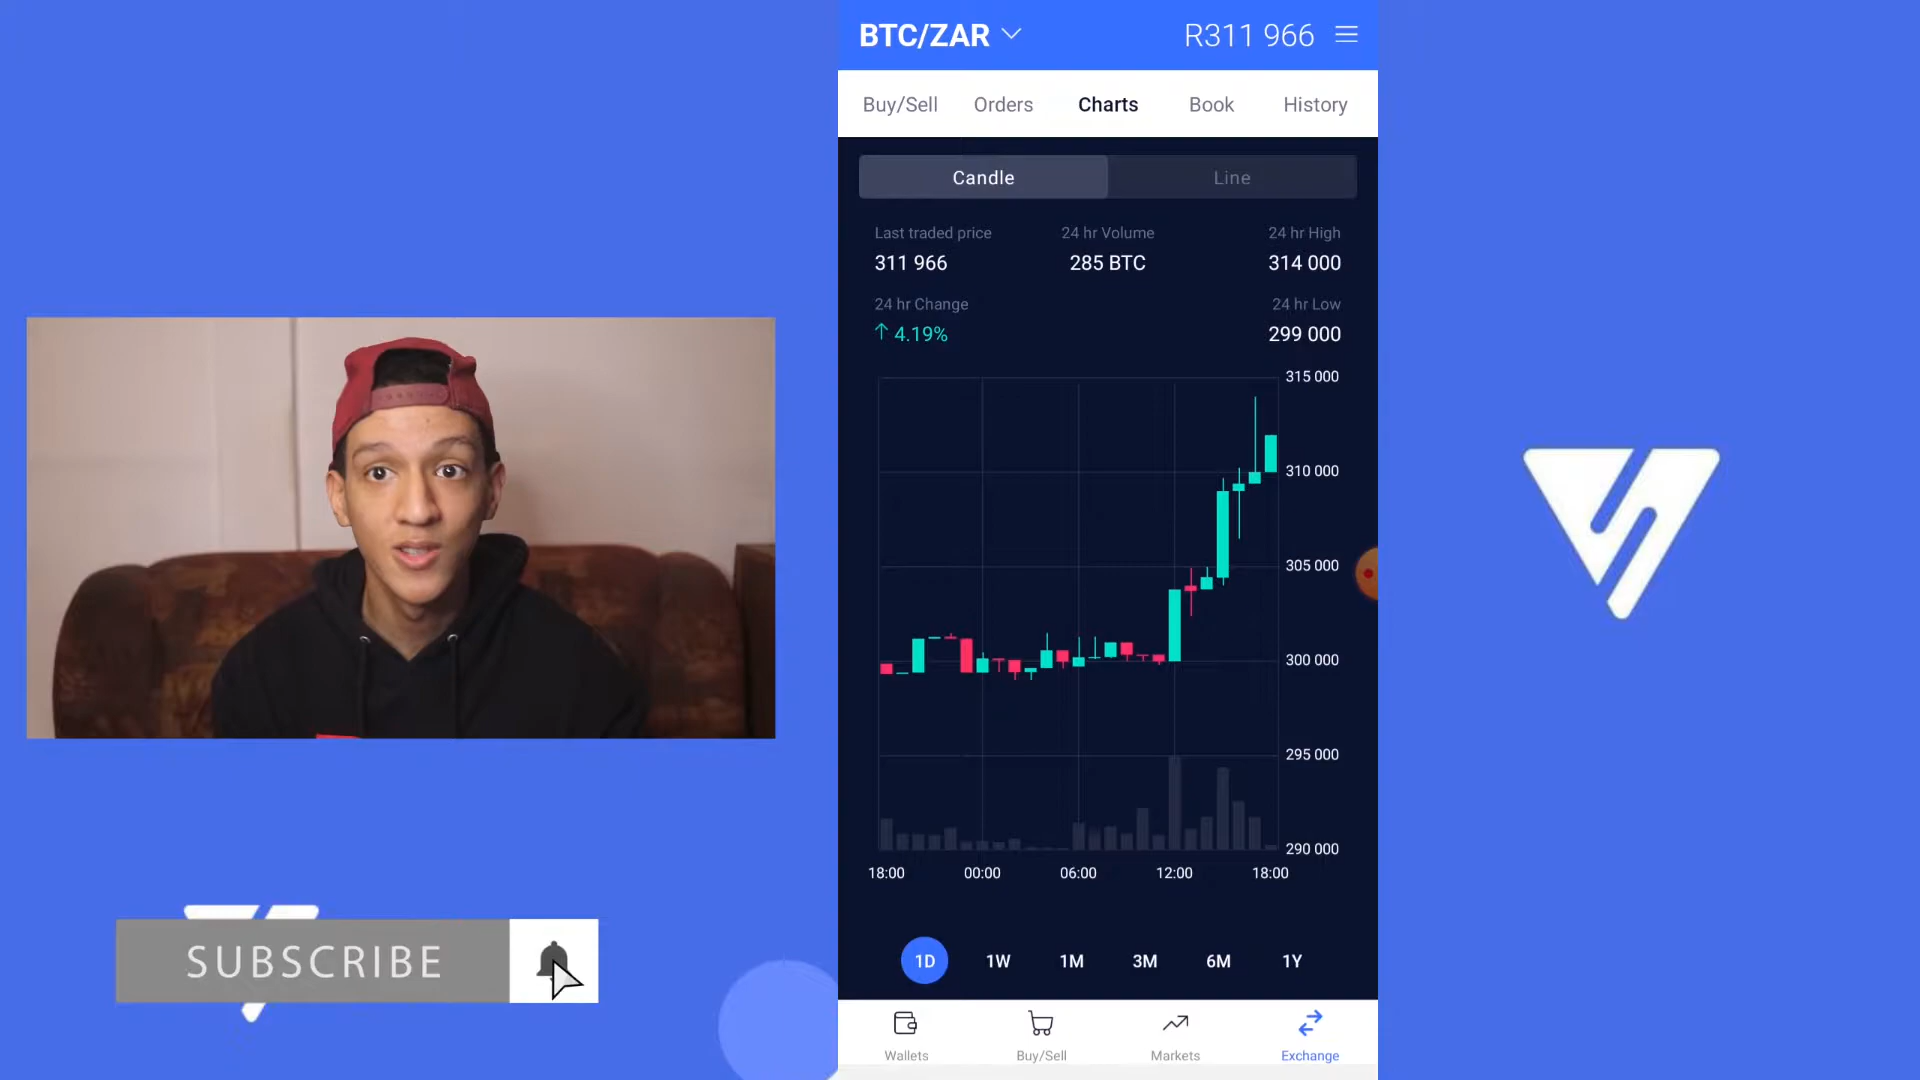 BTC/ZAR
R311 966
Buy/Sell Orders Charts Book History
Candle Line
Last traded price 24 hr Volume 24 hr High
311 966 285 BTC 314 000
24 hr Change 24 hr Low
4.19% 299 000
315 000
310 000
305 000
300 000
295 000
290 000
18:00 00:00 06:00 12:00 18:00
1D 1W 1M 3M 6M 1Y
Wallets Buy/Sell Markets Exchange
SUBSCRIBE